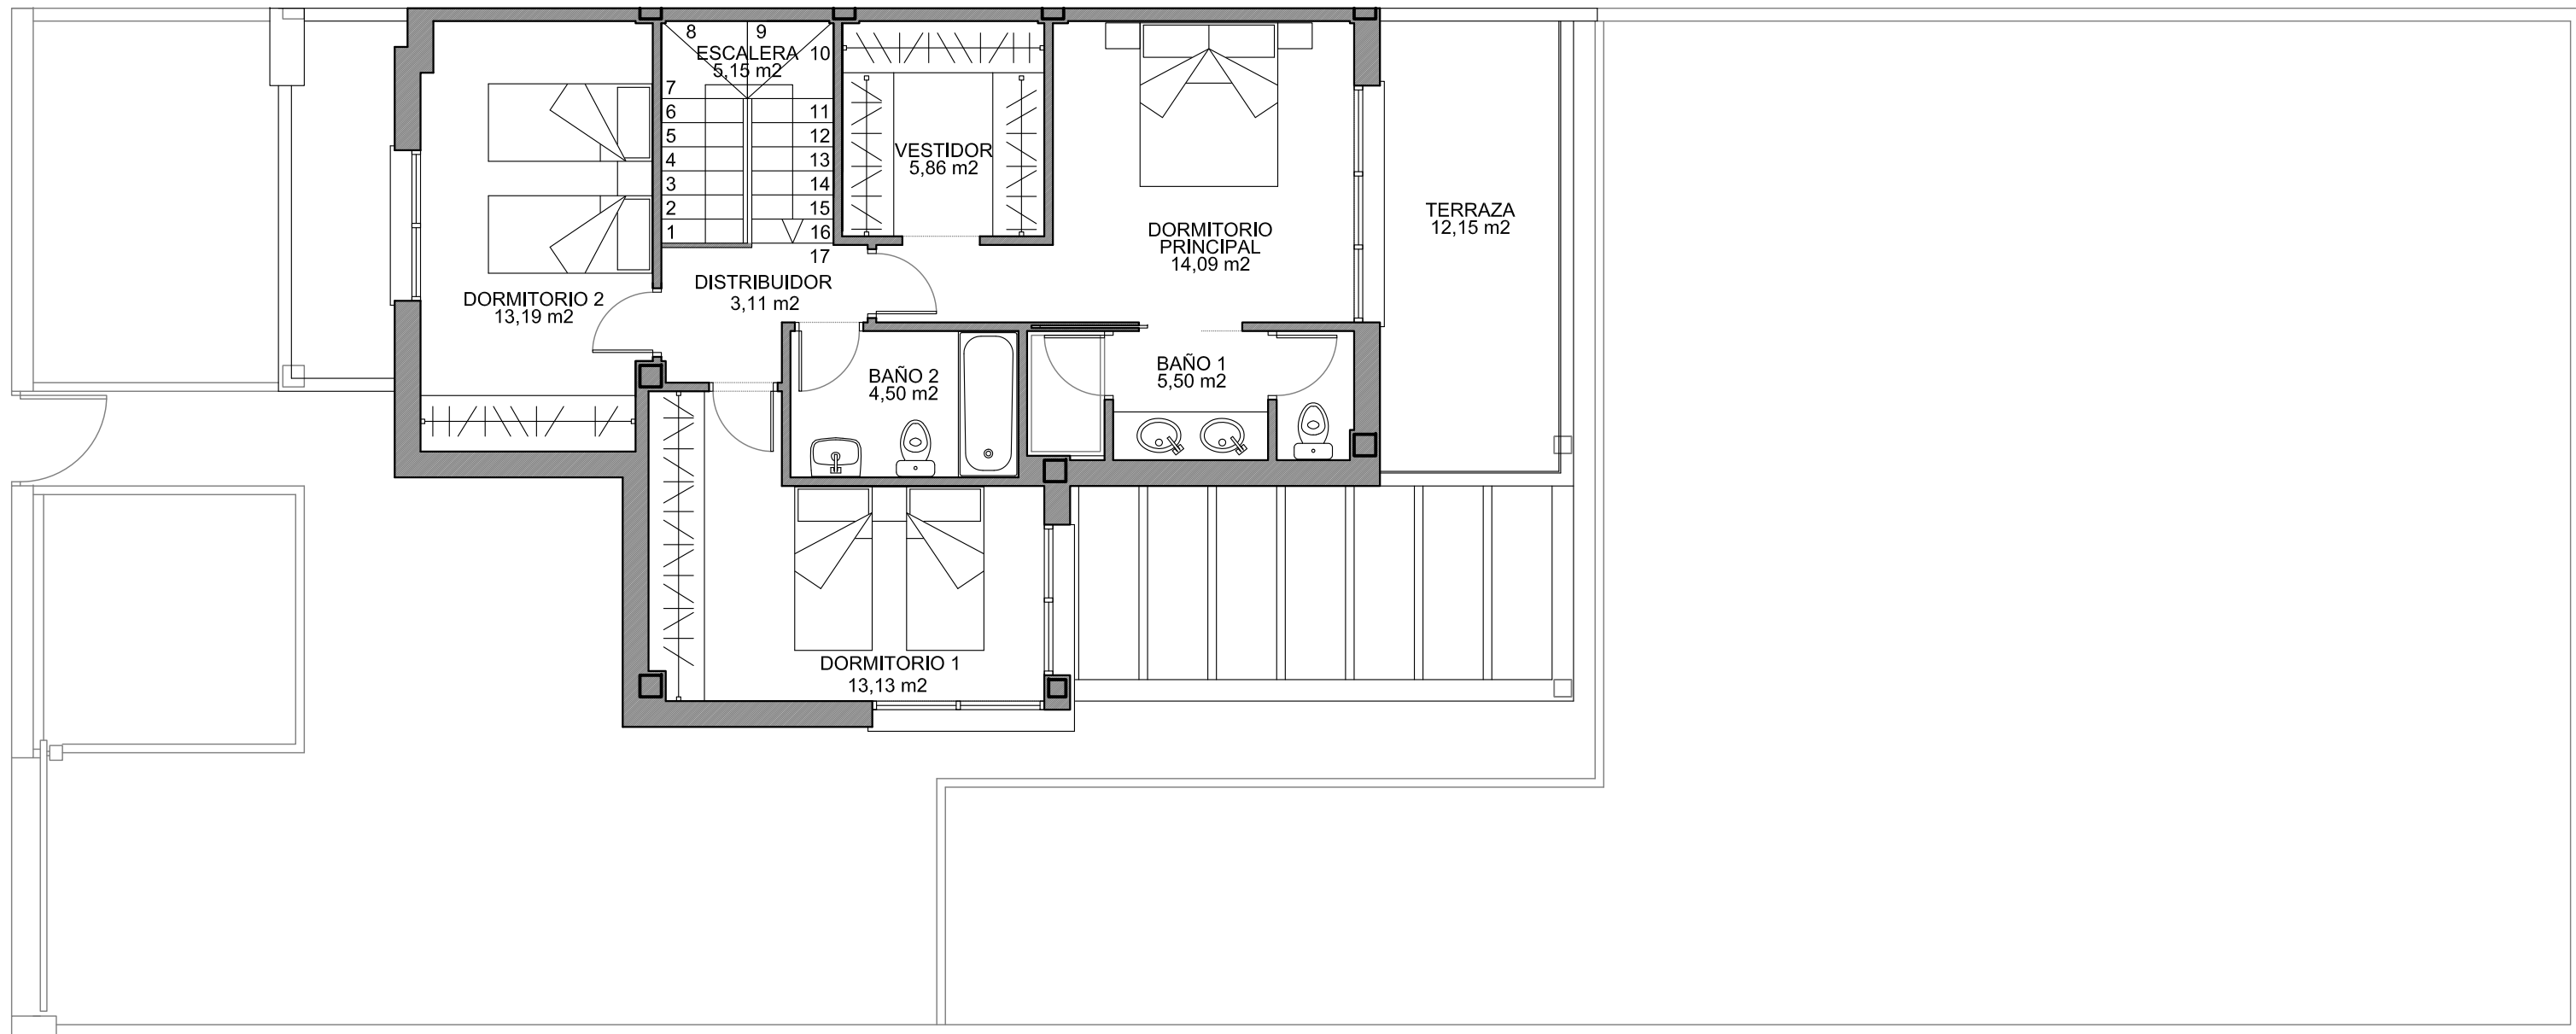 8
9
10
ESCALERA
5,15 m2
7
6
5
4
3
2
1
11
12
13
14
15
16
17
VESTIDOR
5,86 m2
DORMITORIO
PRINCIPAL
14,09 m2
TERRAZA
12,15 m2
DORMITORIO 2
13,19 m2
DISTRIBUIDOR
3,11 m2
BAÑO 2
4,50 m2
BAÑO 1
5,50 m2
DORMITORIO 1
13,13 m2